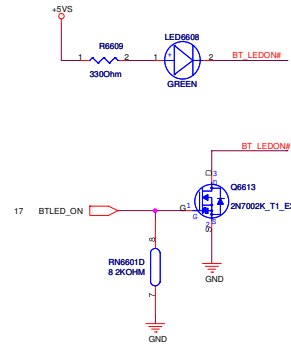 +5VS
R6609
1 2
330Ohm
LED6608
1 + 2
GREEN
BT_LEDON#
BT_LEDON#
3
D
Q6613
2N7002K_T1_E
17 BTLED_ON
G 1
G
S 2
S
GND
8
RN6601D
8 2KOHM
7
GND